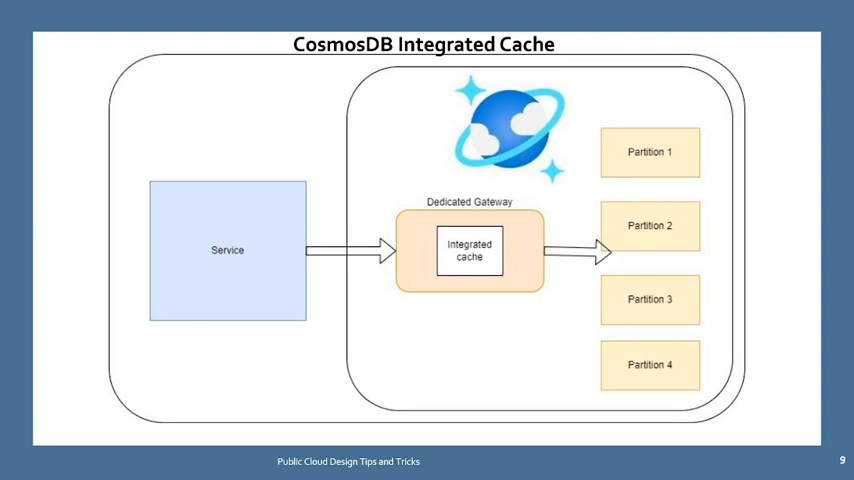 CosmosDB Integrated Cache
Service
Dedicated Gateway
Integrated
cache
Partition 1
Partition 2
Partition 3
Partition 4
Public Cloud Design Tips and Tricks
9